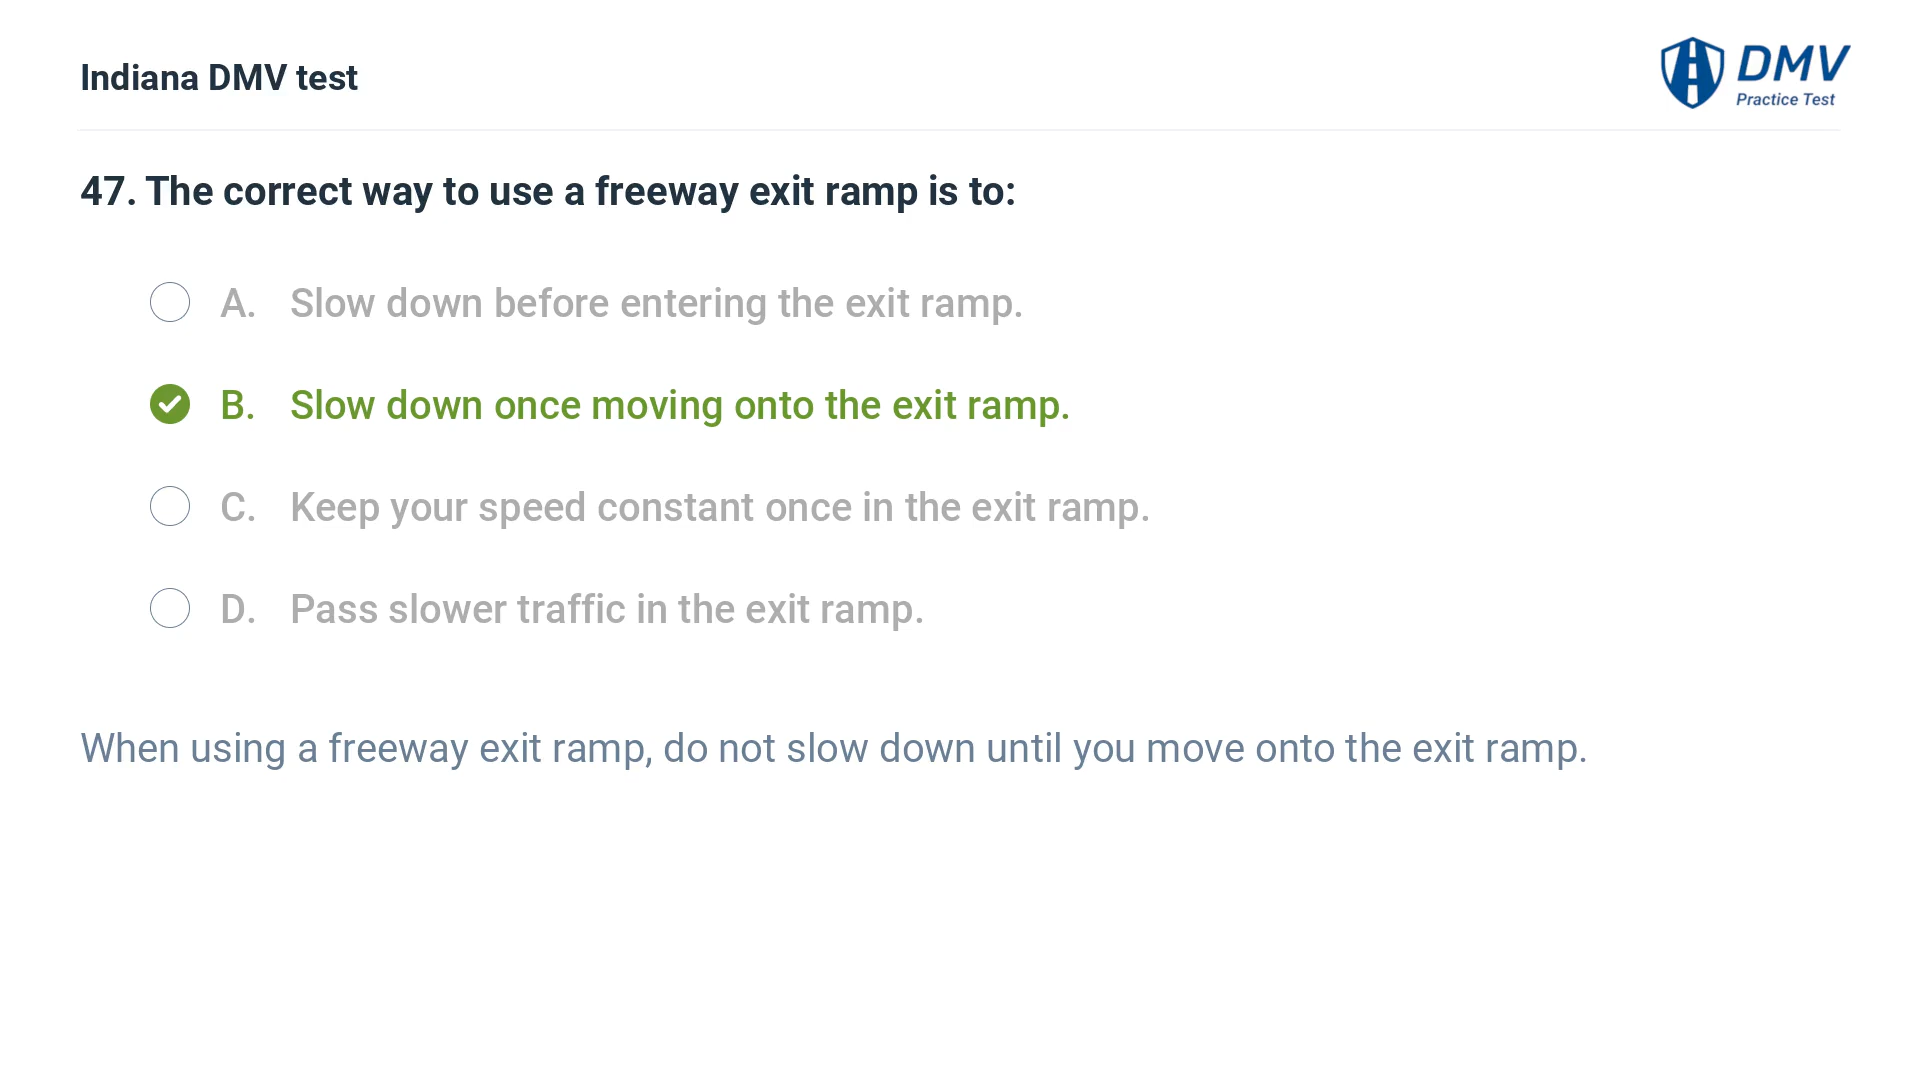 Indiana DMV test
DMV
Practice Test
47. The correct way to use a freeway exit ramp is to:
A. Slow down before entering the exit ramp.
B. Slow down once moving onto the exit ramp.
C. Keep your speed constant once in the exit ramp.
D. Pass slower traffic in the exit ramp.
When using a freeway exit ramp, do not slow down until you move onto the exit ramp.